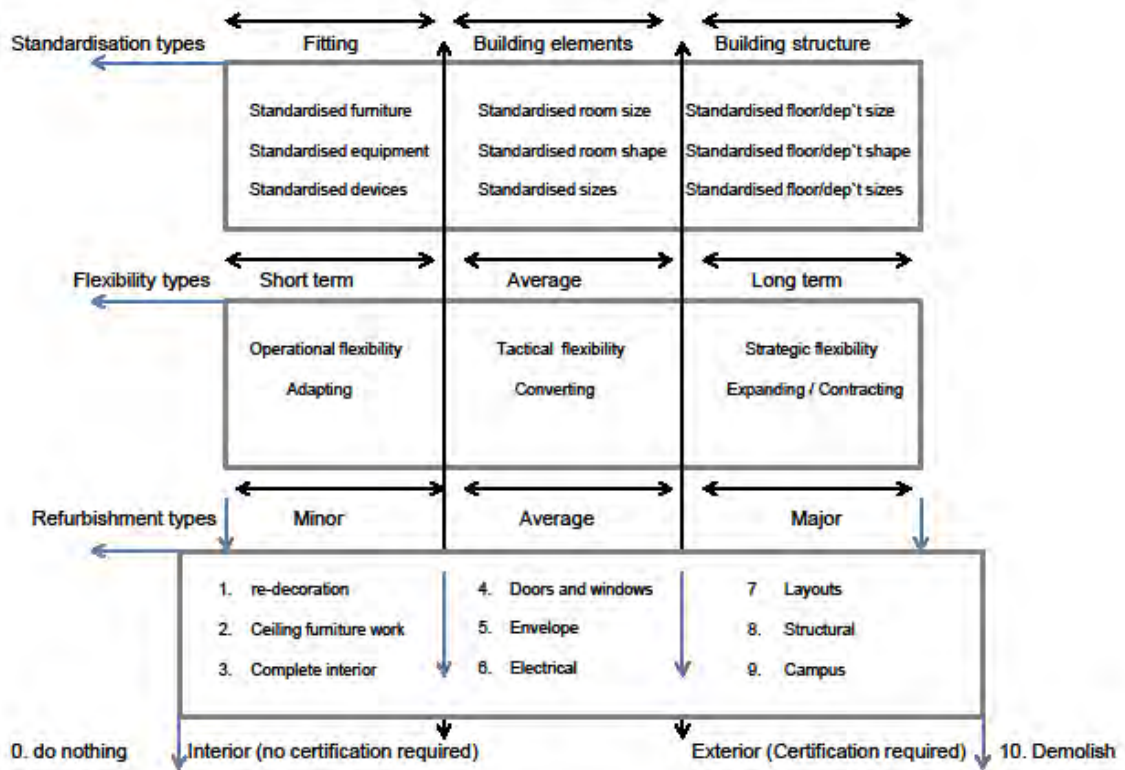 Standardisation types Fitting Building elements Building structure
Standardised furniture Standardised room size Standardised floor/dep`t size
Standardised equipment Standardised room shape Standardised floor/dep`t shape
Standardised devices Standardised sizes Standardised floor/dep`t sizes
Flexibility types Short term Average Long term
Operational flexibility Tactical flexibility Strategic flexibility
Adapting Converting Expanding / Contracting
Refurbishment types Minor Average Major
1. re-decoration 4. Doors and windows 7 Layouts
2. Ceiling furniture work 5. Envelope 8. Structural
3. Complete interior 6. Electrical 9. Campus
0. do nothing Interior (no certification required) Exterior (Certification required) 10. Demolish